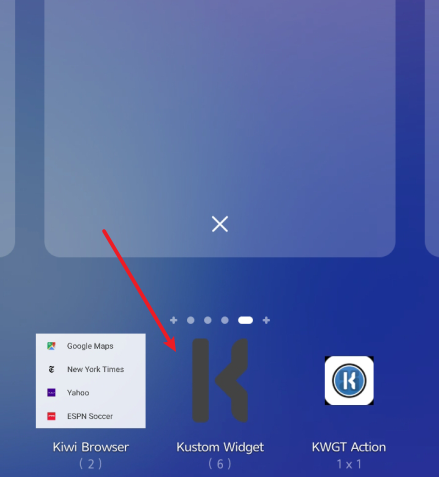 Google Maps
New York Times
Yahoo
ESPN Soccer
Kiwi Browser
( 2 )
Kustom Widget
( 6 )
KWGT Action
1 x 1